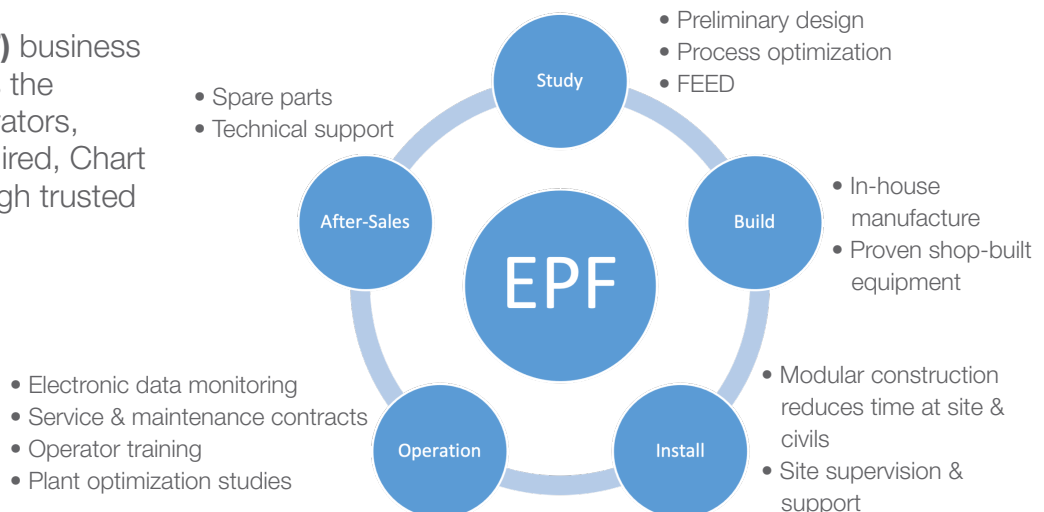 ) business
the
rators,
ired, Chart
gh trusted
Study
• Preliminary design
• Process optimization
• FEED
• Spare parts
• Technical support
After-Sales
Build
• In-house
manufacture
• Proven shop-built
equipment
EPF
• Electronic data monitoring
• Service & maintenance contracts
• Operator training
• Plant optimization studies
Operation
Install
• Modular construction
reduces time at site &
civils
• Site supervision &
support